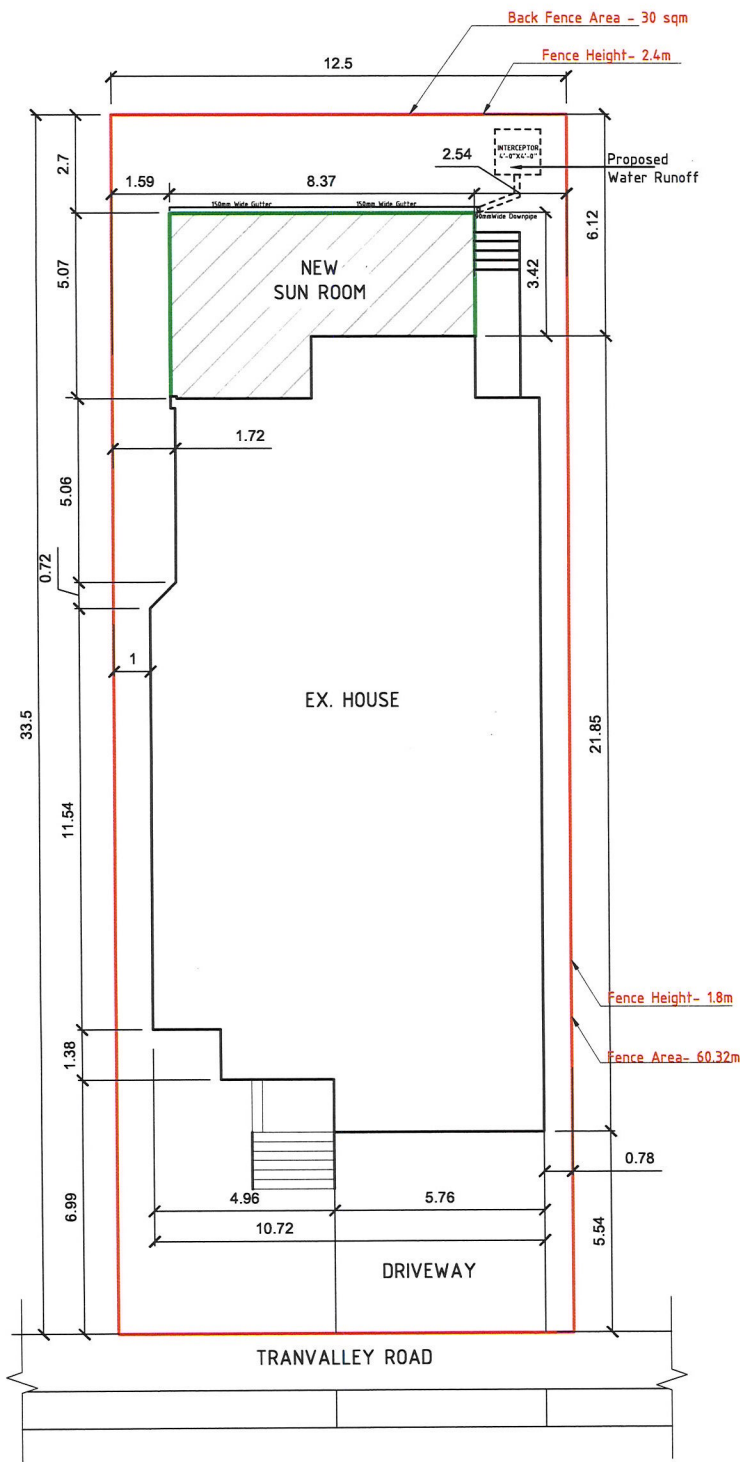 Back Fence Area - 30 sqm
Fence Height- 2.4m
12.5
INTERCEPTOR
4'-0"X4'-0"
Proposed
Water Runoff
2.7
1.59
8.37
2.54
150mm Wide Gutter
150mm Wide Gutter
90mmWide Downpipe
6.12
5.07
NEW
SUN ROOM
3.42
1.72
5.06
0.72
1
EX. HOUSE
33.5
21.85
11.54
Fence Height- 1.8m
Fence Area- 60.32m
1.38
0.78
6.99
4.96
5.76
10.72
5.54
DRIVEWAY
TRANVALLEY ROAD